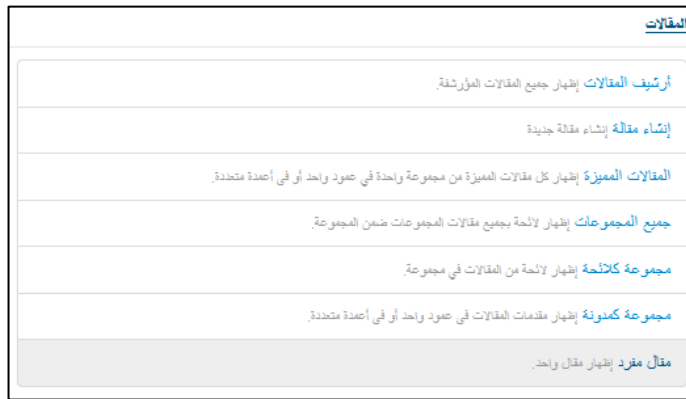 المقالات
أرشيف المقالات إظهار جميع المقالات المؤرشفة.
إنشاء مقالة إنشاء مقالة جديدة
المقالات المميزة إظهار كل مقالات المميزة من مجموعة واحدة في عمود واحد أو فى أعمدة متعددة.
جميع المجموعات إظهار لائحة بجميع مقالات المجموعات ضمن المجموعة.
مجموعة كلائحة إظهار لائحة من المقالات في مجموعة.
مجموعة كمدونة إظهار مقدمات المقالات فى عمود واحد أو فى أعمدة متعددة.
مقال مفرد إظهار مقال واحد.